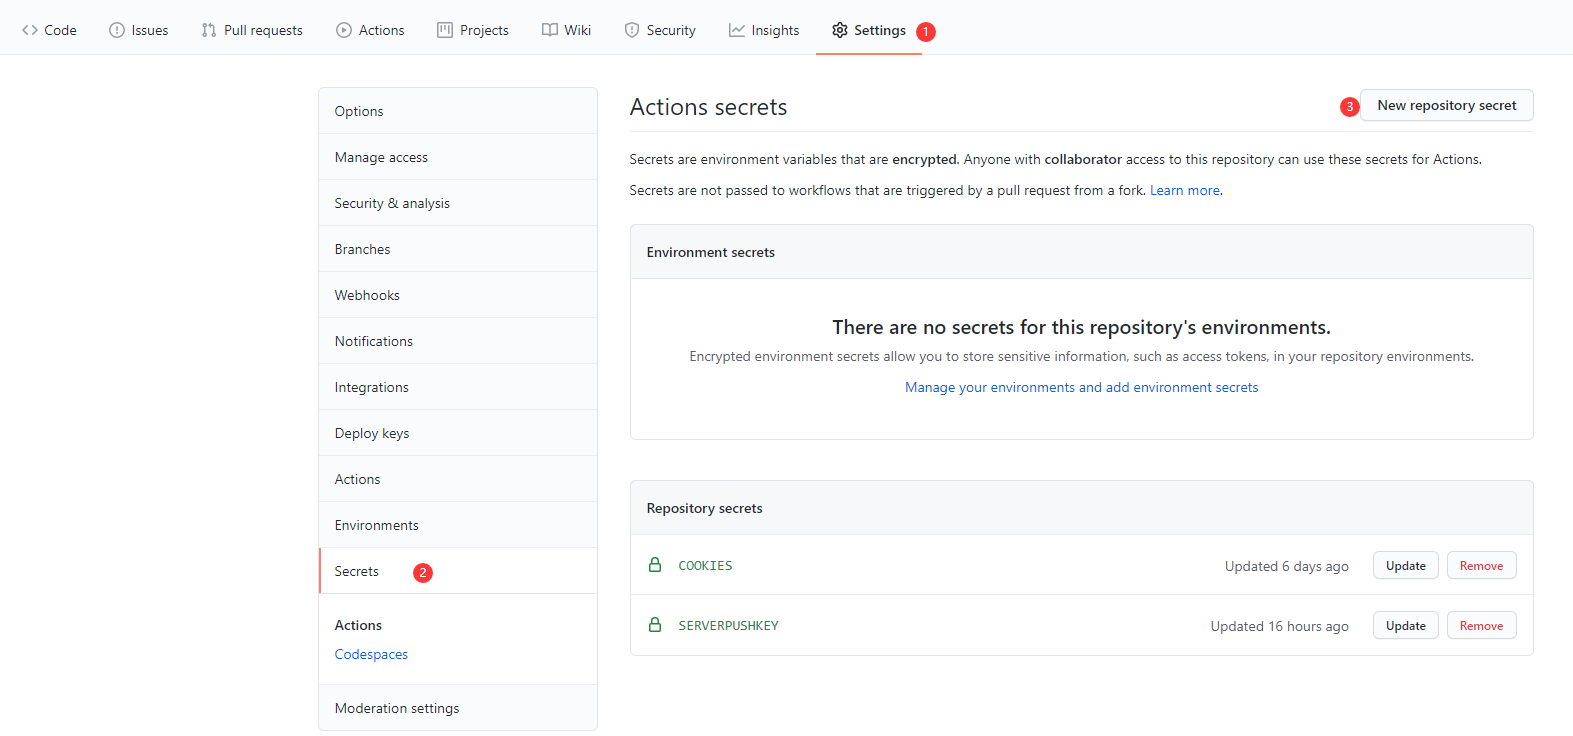 Code Issues Pull requests Actions Projects Wiki Security Insights Settings 1
Options
Manage access
Security & analysis
Branches
Webhooks
Notifications
Integrations
Deploy keys
Actions
Environments
Secrets 2
Actions
Codespaces
Moderation settings
Actions secrets
3 New repository secret
Secrets are environment variables that are encrypted. Anyone with collaborator access to this repository can use these secrets for Actions.
Secrets are not passed to workflows that are triggered by a pull request from a fork. Learn more.
Environment secrets
There are no secrets for this repository's environments.
Encrypted environment secrets allow you to store sensitive information, such as access tokens, in your repository environments.
Manage your environments and add environment secrets
Repository secrets
COOKIES Updated 6 days ago Update Remove
SERVERPUSHKEY Updated 16 hours ago Update Remove